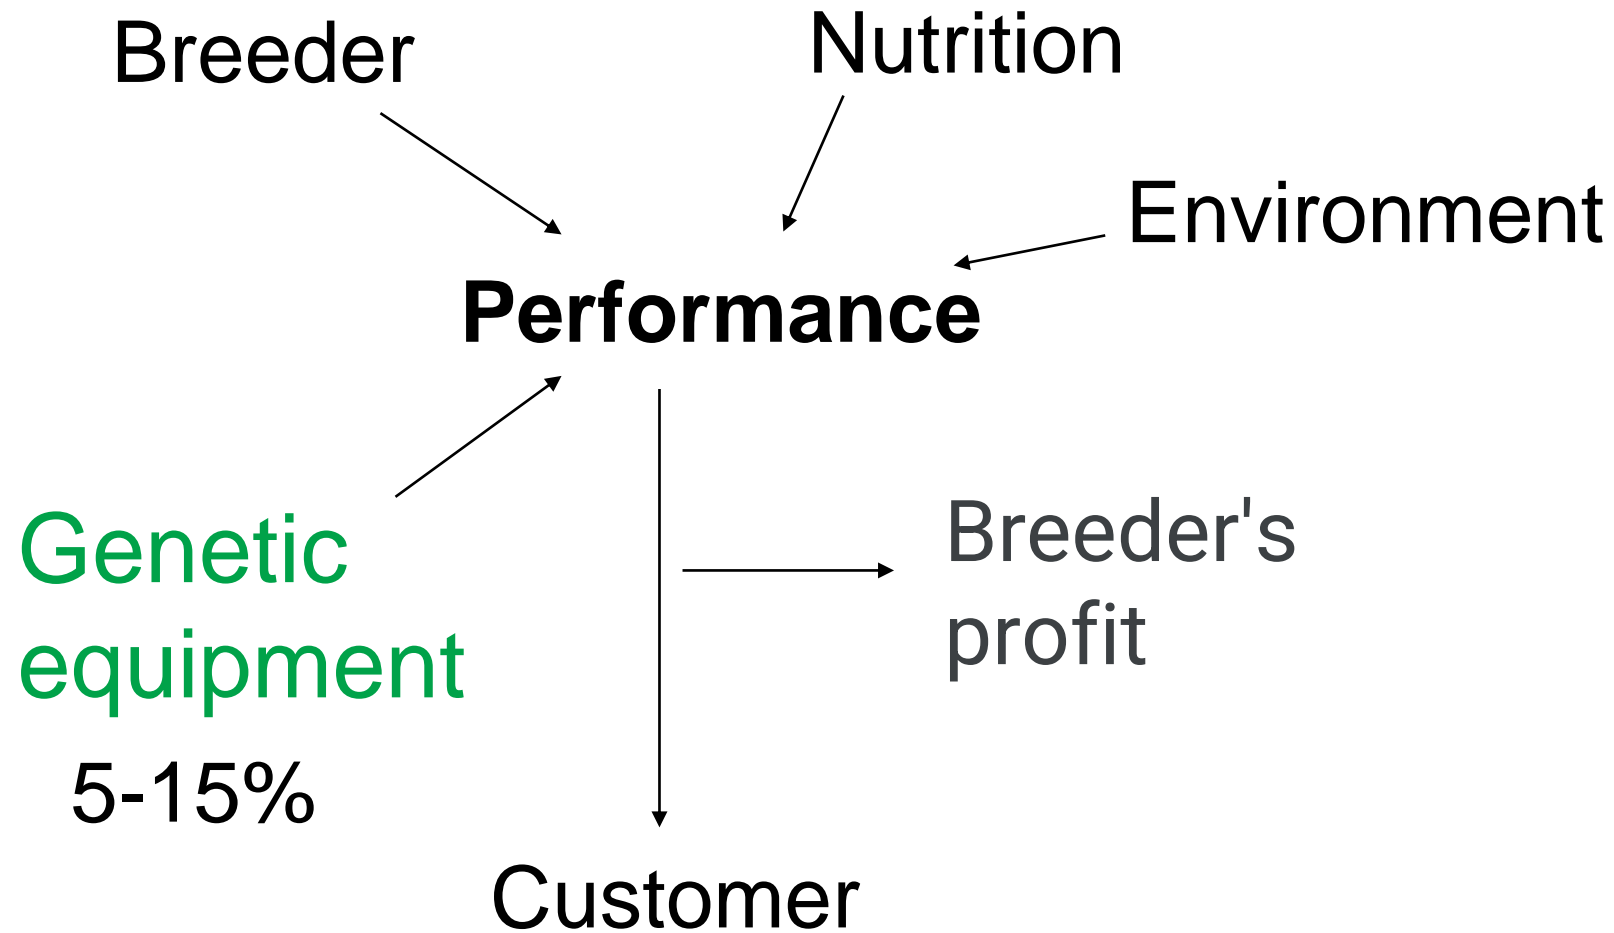 Breeder
Nutrition
Environment
Performance
Genetic
equipment
5-15%
Breeder's
profit
Customer